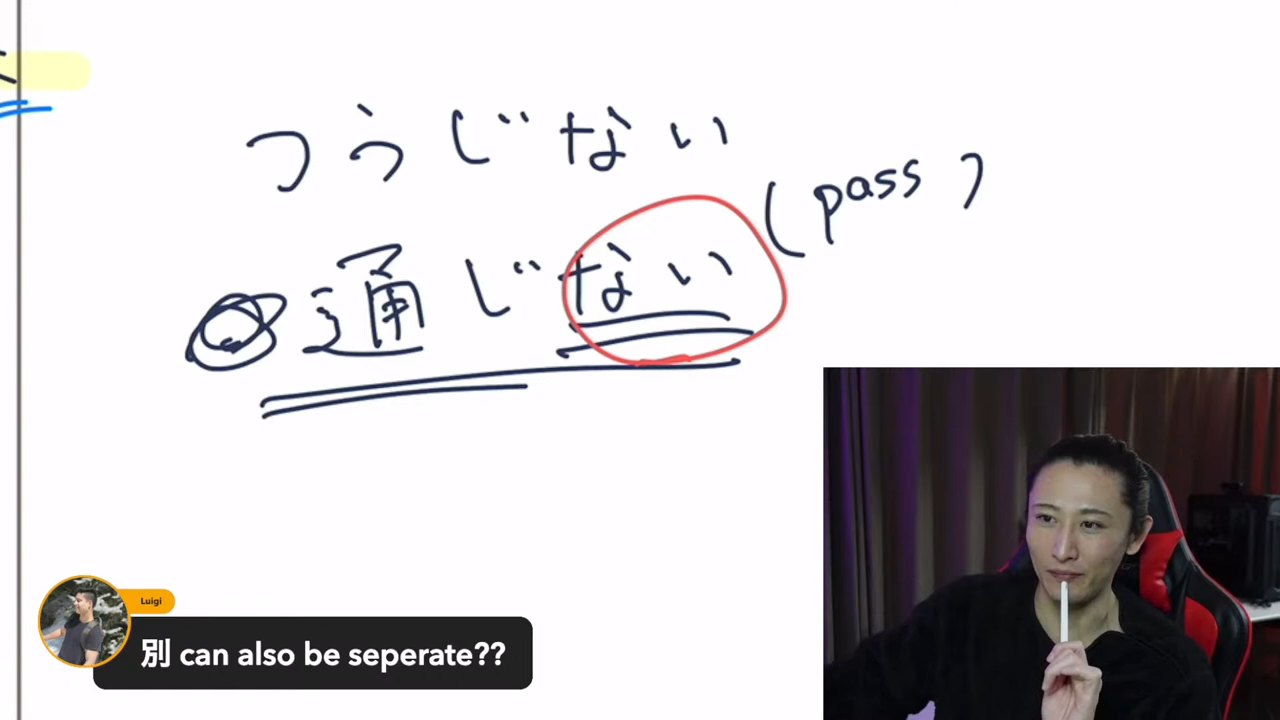 つうじない
(pass)
通じない
Luigi
別 can also be seperate??